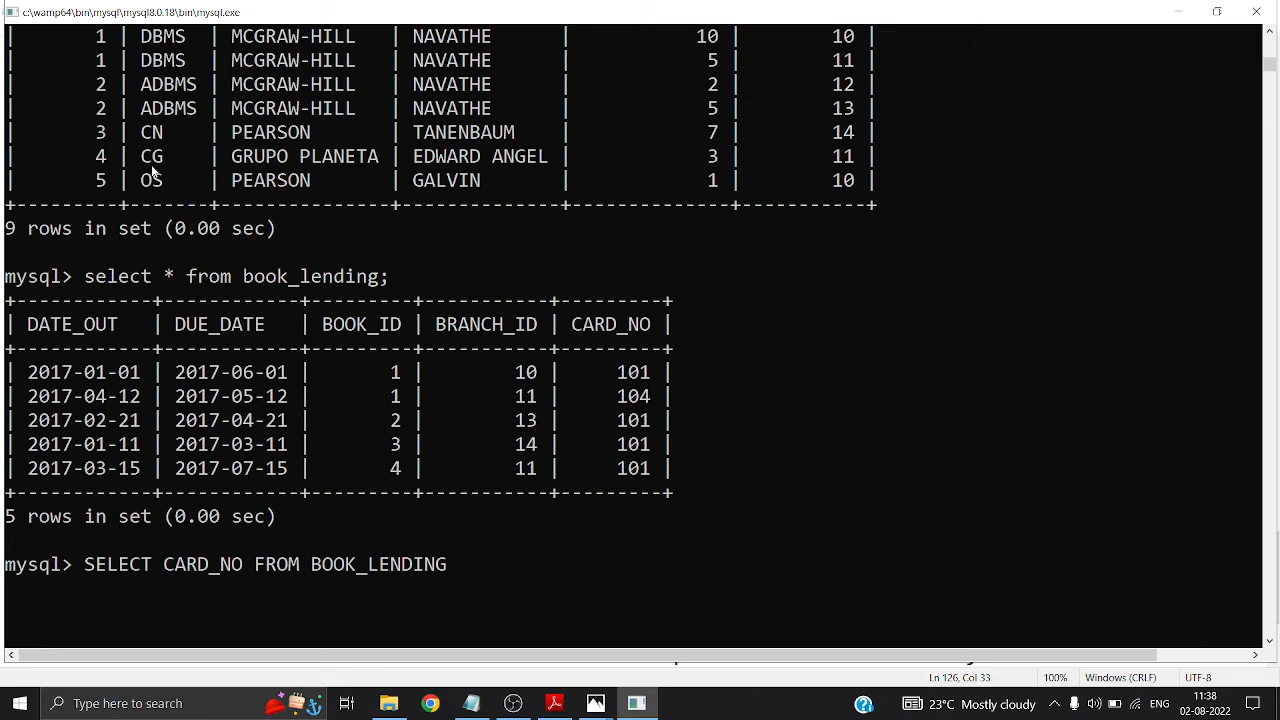 c:\wamp64\bin\mysql\mysql8.0.18\bin\mysql.exe
| 1 | DBMS | MCGRAW-HILL | NAVATHE | 10 | 10 |
| 1 | DBMS | MCGRAW-HILL | NAVATHE | 5 | 11 |
| 2 | ADBMS | MCGRAW-HILL | NAVATHE | 2 | 12 |
| 2 | ADBMS | MCGRAW-HILL | NAVATHE | 5 | 13 |
| 3 | CN | PEARSON | TANENBAUM | 7 | 14 |
| 4 | CG | GRUPO PLANETA | EDWARD ANGEL | 3 | 11 |
| 5 | OS | PEARSON | GALVIN | 1 | 10 |
+---------+-------+---------------+--------------+--------------+-----------+
9 rows in set (0.00 sec)
mysql> select * from book_lending;
+------------+------------+---------+-----------+---------+
| DATE_OUT | DUE_DATE | BOOK_ID | BRANCH_ID | CARD_NO |
+------------+------------+---------+-----------+---------+
| 2017-01-01 | 2017-06-01 | 1 | 10 | 101 |
| 2017-04-12 | 2017-05-12 | 1 | 11 | 104 |
| 2017-02-21 | 2017-04-21 | 2 | 13 | 101 |
| 2017-01-11 | 2017-03-11 | 3 | 14 | 101 |
| 2017-03-15 | 2017-07-15 | 4 | 11 | 101 |
+------------+------------+---------+-----------+---------+
5 rows in set (0.00 sec)
mysql> SELECT CARD_NO FROM BOOK_LENDING
Ln 126, Col 33 100% Windows (CRLF) UTF-8
Type here to search
23°C Mostly cloudy
ENG
11:38
02-08-2022